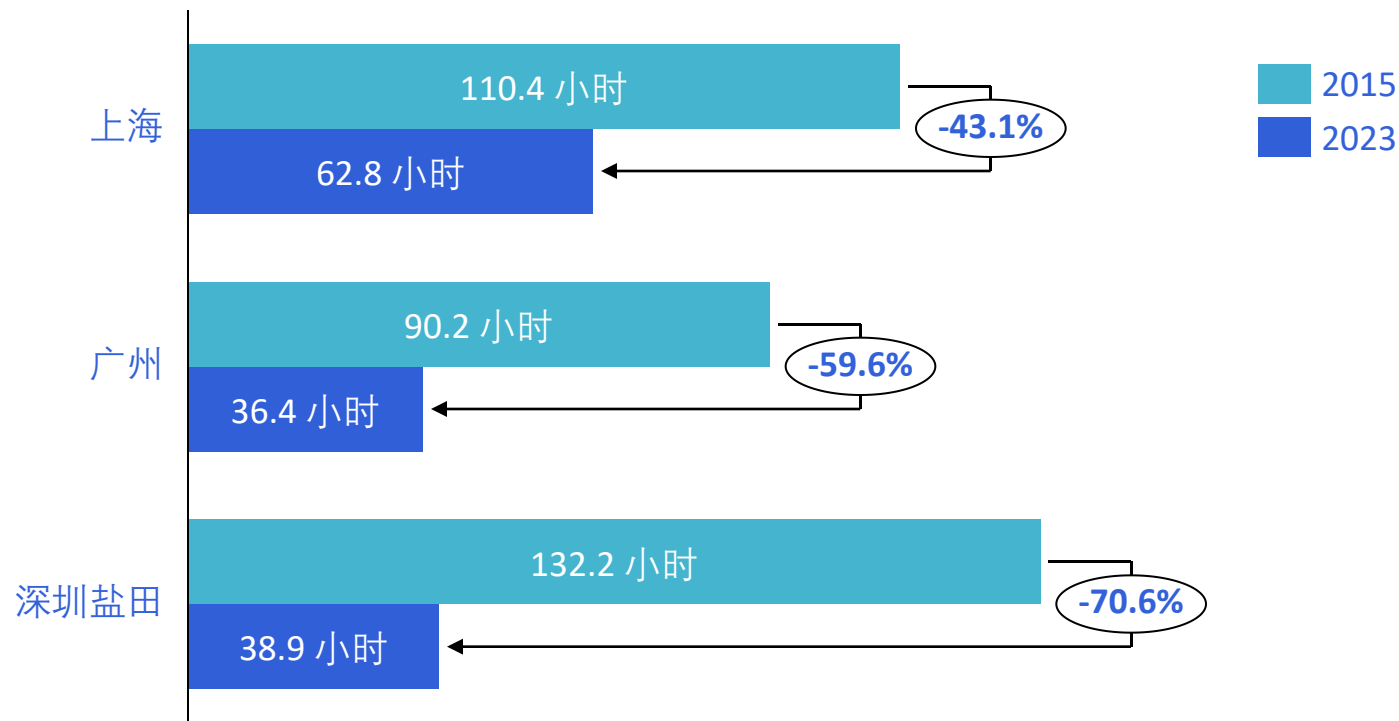 110.4 小时
2015
上海
-43.1%
2023
62.8 小时
90.2 小时
广州
-59.6%
36.4 小时
132.2 小时
深圳盐田
-70.6%
38.9 小时